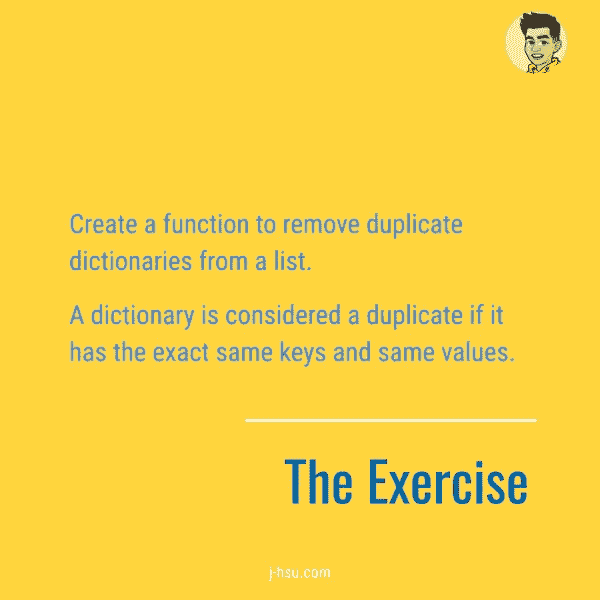 Create a function to remove duplicate
dictionaries from a list.
A dictionary is considered a duplicate if it
has the exact same keys and same values.
The Exercise
j-hsu.com